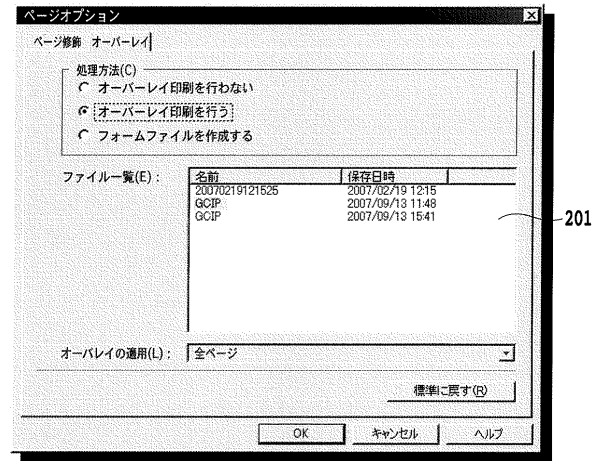 ページオプション
ページ修飾 オーバーレイ
処理方法(C)
オーバーレイ印刷を行わない
オーバーレイ印刷を行う
フォームファイルを作成する
ファイル一覧(E) :
名前 保存日時
20070219121525 2007/02/19 12:15
GCIP 2007/09/13 11:48
GCIP 2007/09/13 15:41
201
オーバレイの適用(L) : 全ページ
標準に戻す(R)
OK キャンセル ヘルプ